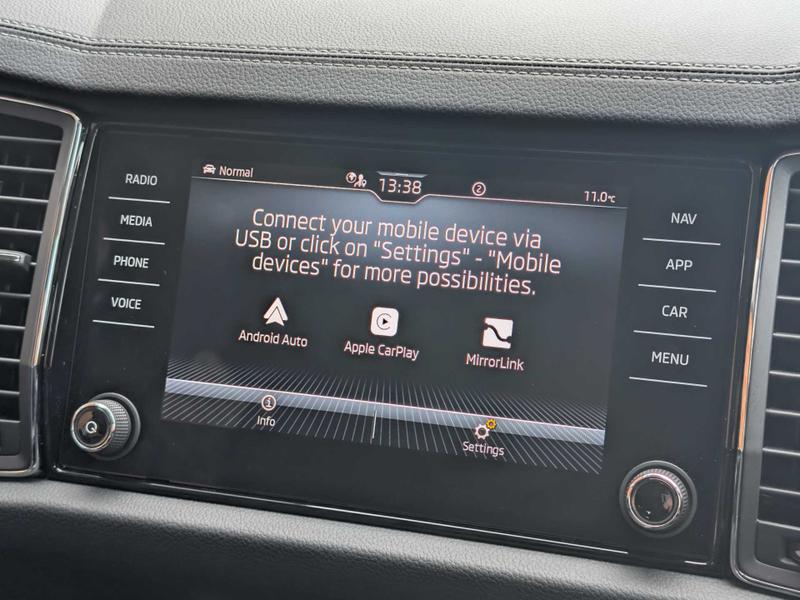 RADIO
MEDIA
PHONE
VOICE
Normal
13:38
2
11.0°C
Connect your mobile device via
USB or click on "Settings" - "Mobile
devices" for more possibilities.
Android Auto
Apple CarPlay
MirrorLink
i
Info
Settings
NAV
APP
CAR
MENU